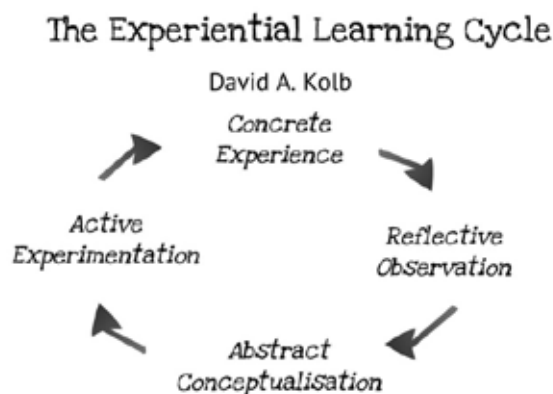 The Experiential Learning Cycle
David A. Kolb
Concrete
Experience
Reflective
Observation
Abstract
Conceptualisation
Active
Experimentation